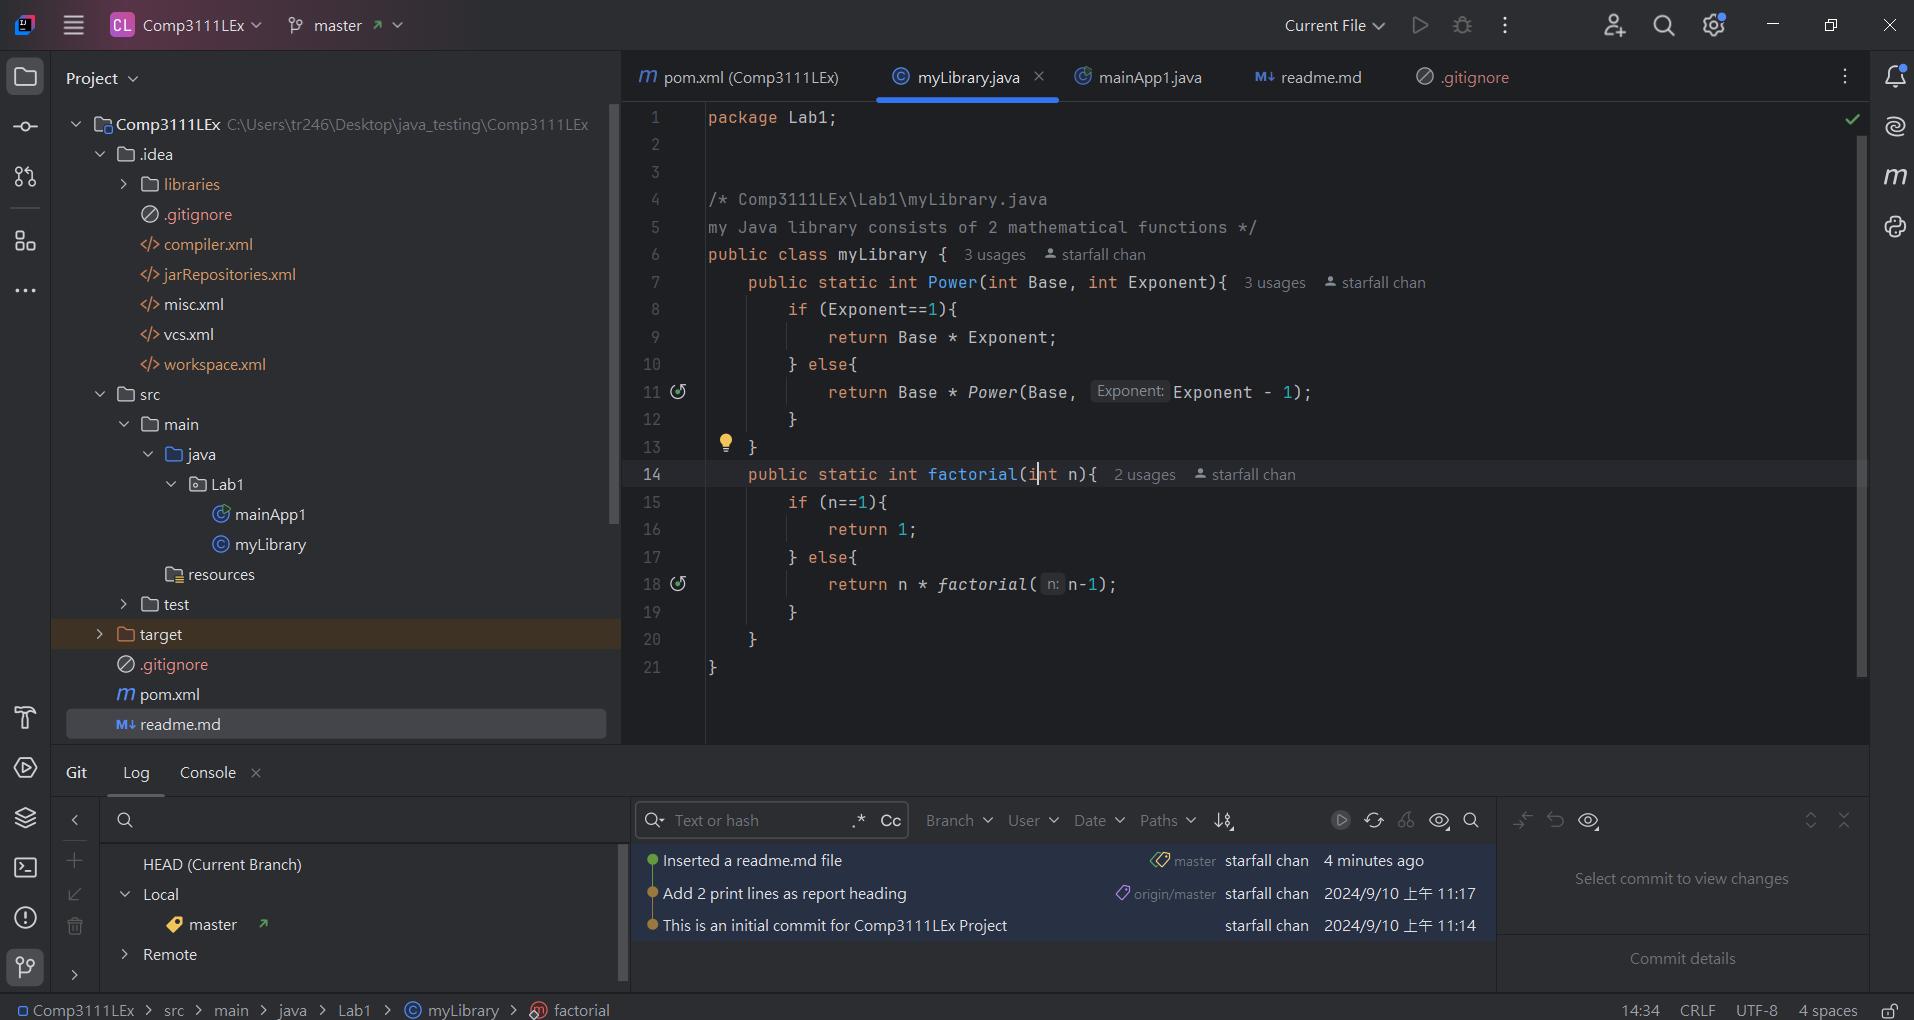 CL Comp3111LEx master Current File
Project
pom.xml (Comp3111LEx) myLibrary.java mainApp1.java readme.md .gitignore
Comp3111LEx C:\Users\tr246\Desktop\java_testing\Comp3111LEx
.idea
libraries
.gitignore
compiler.xml
jarRepositories.xml
misc.xml
vcs.xml
workspace.xml
src
main
java
Lab1
mainApp1
myLibrary
resources
test
target
.gitignore
pom.xml
readme.md
1 package Lab1;
2
3
4 /* Comp3111LEx\Lab1\myLibrary.java
5 my Java library consists of 2 mathematical functions */
6 public class myLibrary { 3 usages starfall chan
7 public static int Power(int Base, int Exponent){ 3 usages starfall chan
8 if (Exponent==1){
9 return Base * Exponent;
10 } else{
11 return Base * Power(Base, Exponent: Exponent - 1);
12 }
13 }
14 public static int factorial(int n){ 2 usages starfall chan
15 if (n==1){
16 return 1;
17 } else{
18 return n * factorial( n: n-1);
19 }
20 }
21 }
Git Log Console
Text or hash .* Cc Branch User Date Paths
HEAD (Current Branch)
Local
master
Remote
Inserted a readme.md file master starfall chan 4 minutes ago
Add 2 print lines as report heading origin/master starfall chan 2024/9/10 上午 11:17
This is an initial commit for Comp3111LEx Project starfall chan 2024/9/10 上午 11:14
Select commit to view changes
Commit details
Comp3111LEx > src > main > java > Lab1 > myLibrary > factorial 14:34 CRLF UTF-8 4 spaces